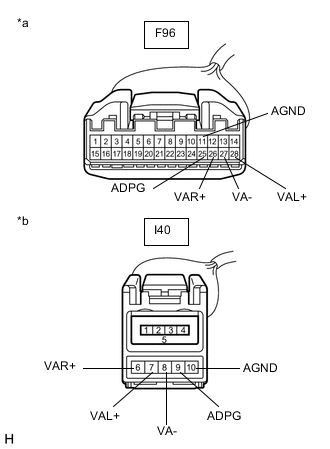 *a
F96
AGND
1 2 3 4 5 6 7 8 9 10 11 12 13 14
15 16 17 18 19 20 21 22 23 24 25 26 27 28
ADPG
VAR+
VA-
VAL+
*b
I40
1 2 3 4
5
VAR+
6 7 8 9 10
AGND
VAL+
VA-
ADPG
H